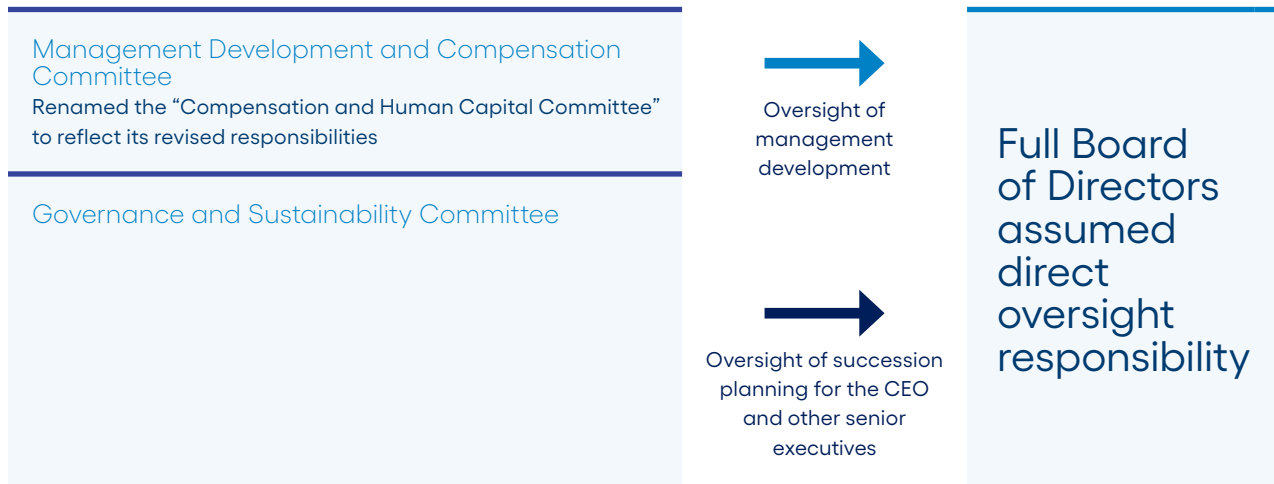 Management Development and Compensation
Committee
Renamed the “Compensation and Human Capital Committee”
to reflect its revised responsibilities
Oversight of
management
development
Governance and Sustainability Committee
Oversight of succession
planning for the CEO
and other senior
executives
Full Board
of Directors
assumed
direct
oversight
responsibility